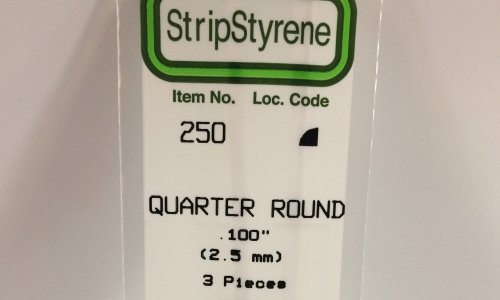 StripStyrene
Item No. Loc. Code
250
QUARTER ROUND
.100"
(2.5 mm)
3 Pieces